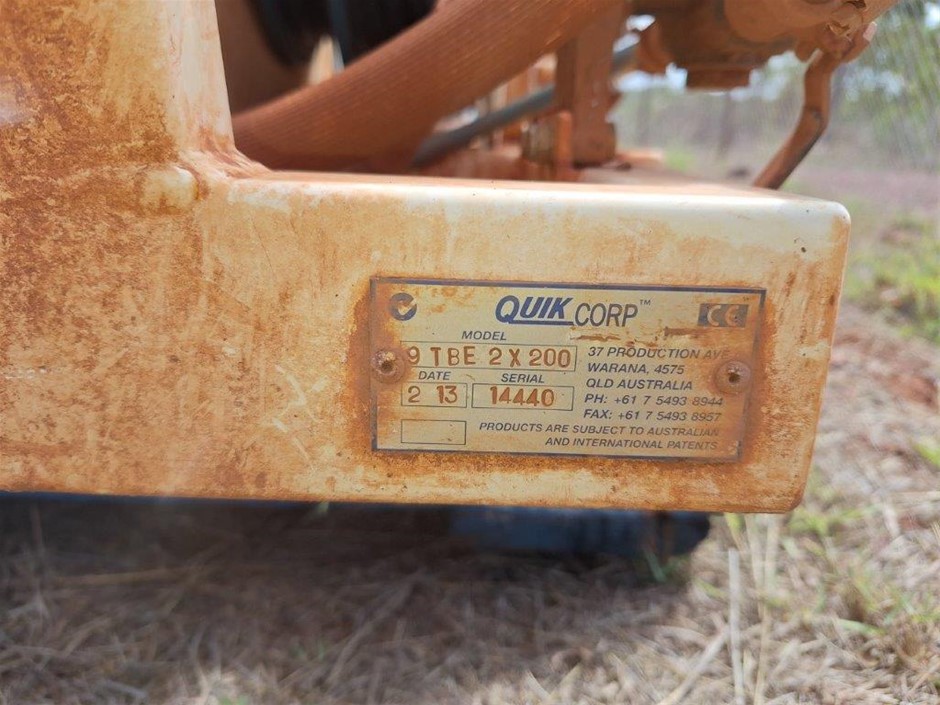 QUIK CORP™
CE
MODEL
9 TBE 2 X 200
DATE
SERIAL
2 13
14440
37 PRODUCTION AVE
WARANA, 4575
QLD AUSTRALIA
PH: +61 7 5493 8944
FAX: +61 7 5493 8957
PRODUCTS ARE SUBJECT TO AUSTRALIAN
AND INTERNATIONAL PATENTS